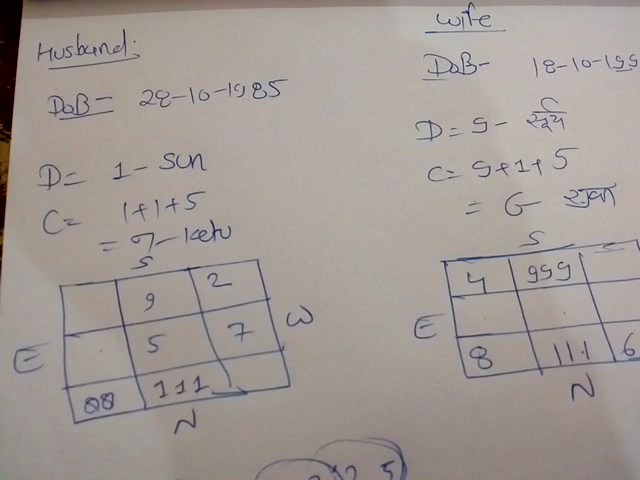 Husband:
DoB= 28-10-1985
D= 1 - Sun
C= 1+1+5
= 7 - Ketu
S
9 2
E 5 7 W
88 111
N
Wife
DoB- 18-10-199
D= 9 -
C= 9+1+5
= 6
S
4 999
E
8 111 6
N